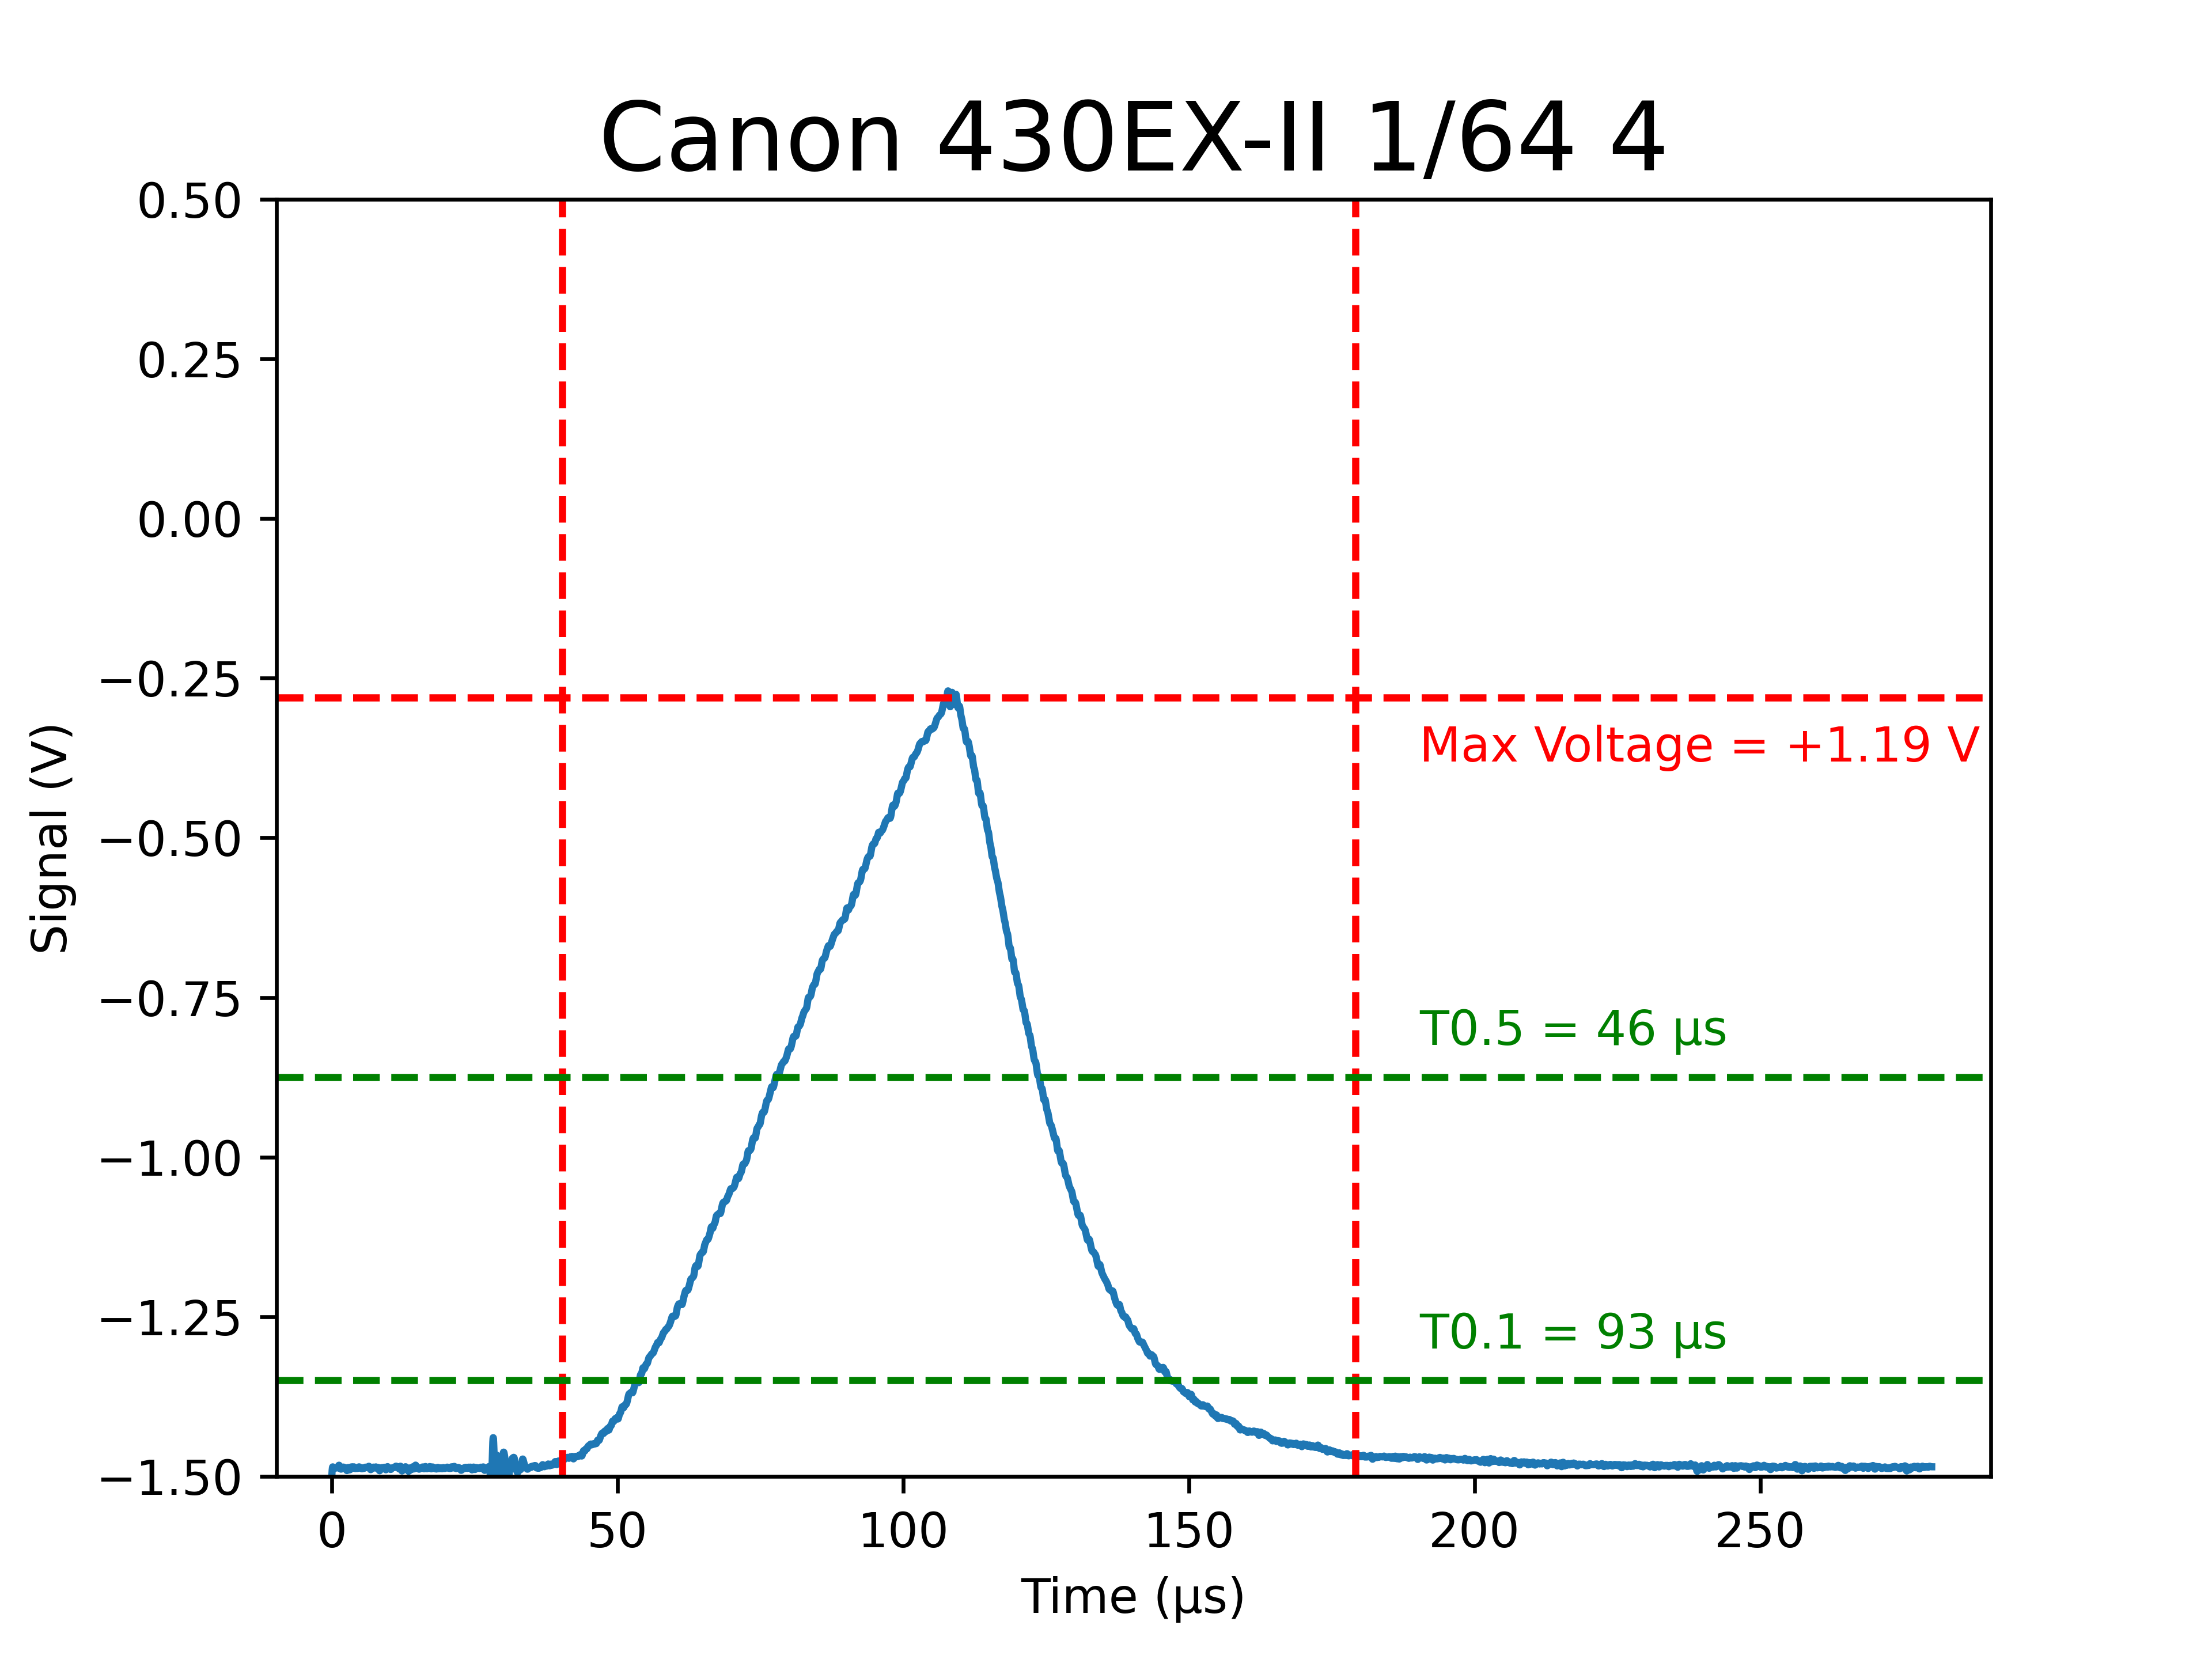 Canon 430EX-II 1/64 4
0.50
0.25
0.00
−0.25
−0.50
−0.75
−1.00
−1.25
−1.50
Signal (V)
Max Voltage = +1.19 V
T0.5 = 46 µs
T0.1 = 93 µs
0 50 100 150 200 250
Time (µs)